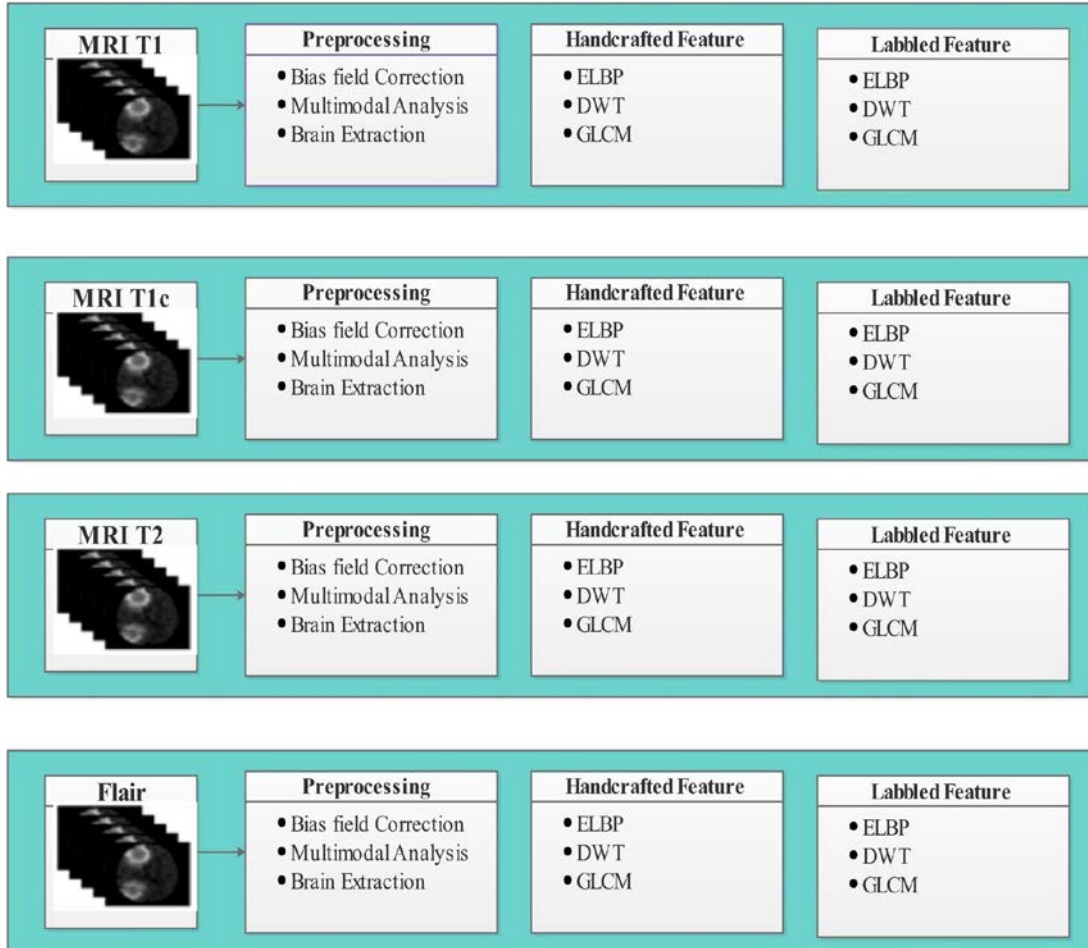 MRI T1
Preprocessing
• Bias field Correction
• Multimodal Analysis
• Brain Extraction
Handcrafted Feature
• ELBP
• DWT
• GLCM
Labbled Feature
• ELBP
• DWT
• GLCM
MRI T1c
Preprocessing
• Bias field Correction
• Multimodal Analysis
• Brain Extraction
Handcrafted Feature
• ELBP
• DWT
• GLCM
Labbled Feature
• ELBP
• DWT
• GLCM
MRI T2
Preprocessing
• Bias field Correction
• Multimodal Analysis
• Brain Extraction
Handcrafted Feature
• ELBP
• DWT
• GLCM
Labbled Feature
• ELBP
• DWT
• GLCM
Flair
Preprocessing
• Bias field Correction
• Multimodal Analysis
• Brain Extraction
Handcrafted Feature
• ELBP
• DWT
• GLCM
Labbled Feature
• ELBP
• DWT
• GLCM